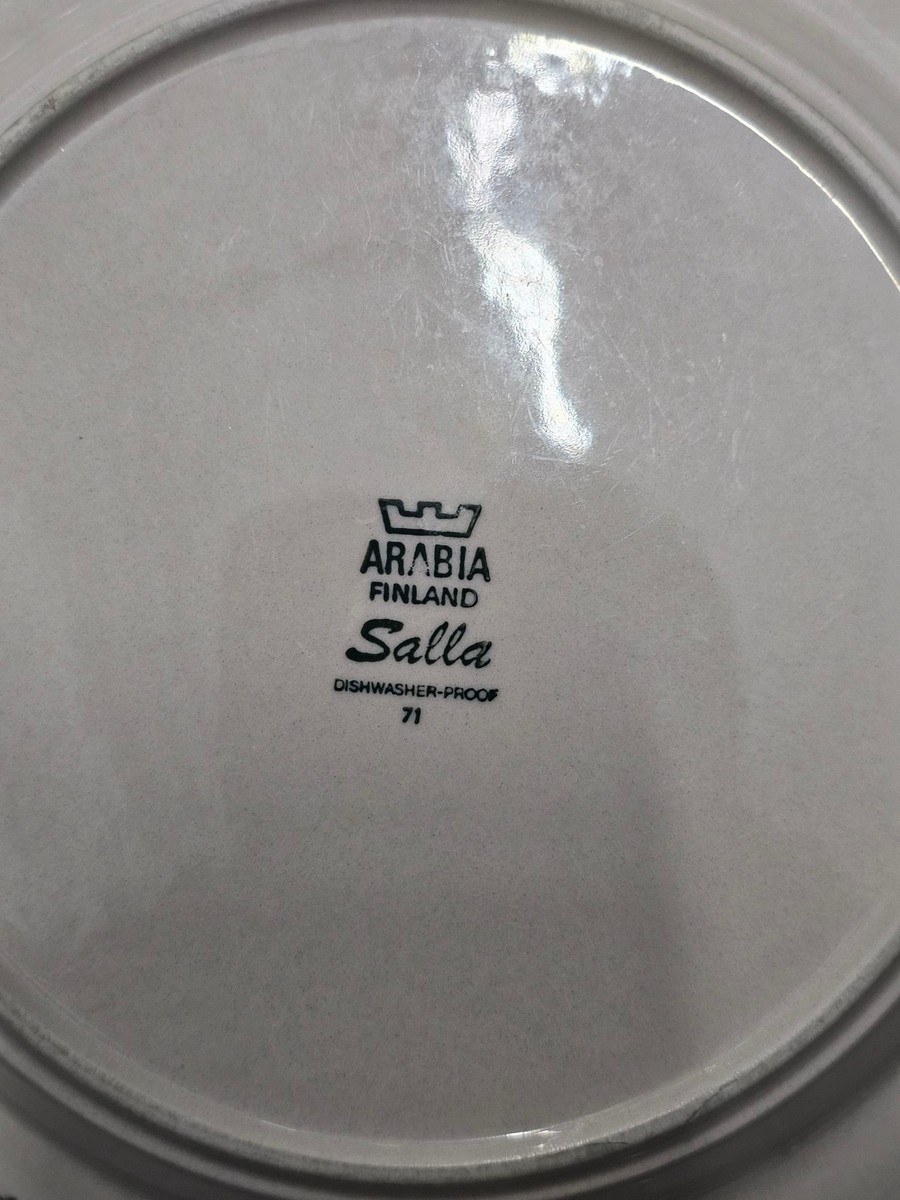 ARABIA
FINLAND
Salla
DISHWASHER-PROOF
71